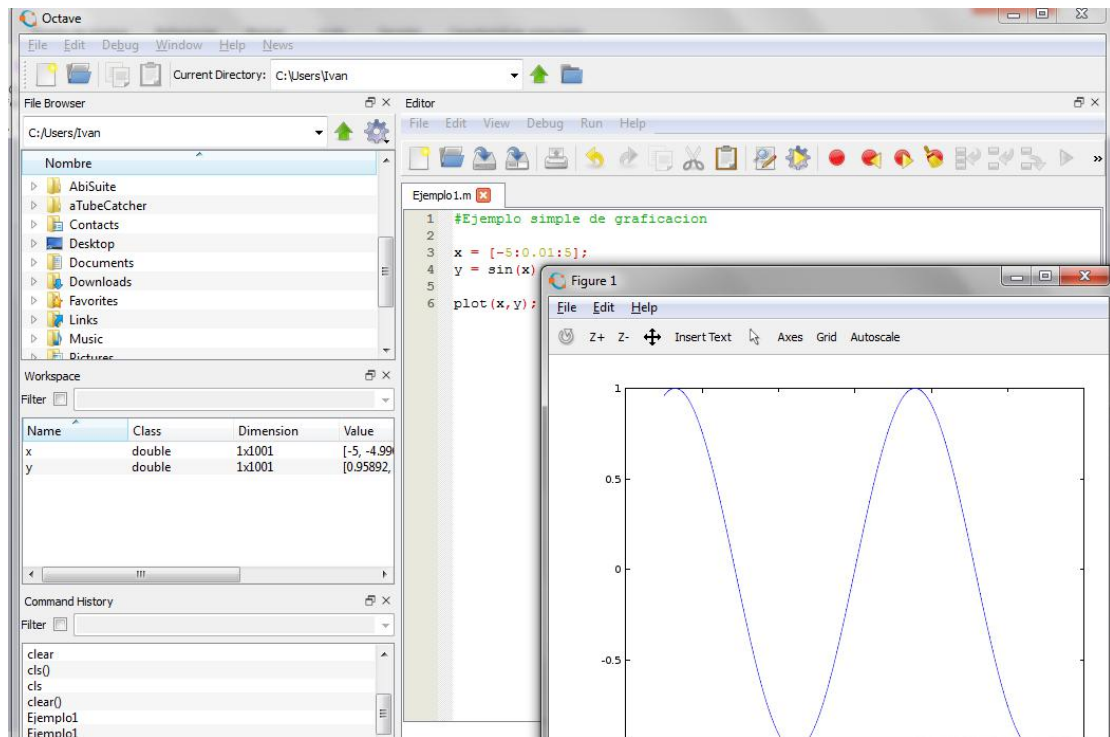 Octave
File Edit Debug Window Help News
Current Directory: C:\Users\Ivan
File Browser
C:/Users/Ivan
Nombre
AbiSuite
aTubeCatcher
Contacts
Desktop
Documents
Downloads
Favorites
Links
Music
Pictures
Workspace
Filter
Name Class Dimension Value
x double 1x1001 [-5, -4.99
y double 1x1001 [0.95892,
Command History
Filter
clear
cls()
cls
clear()
Ejemplo1
Ejemplo1
Editor
File Edit View Debug Run Help
Ejemplo1.m
1 #Ejemplo simple de graficacion
2
3 x = [-5:0.01:5];
4 y = sin(x)
5
6 plot(x,y);
Figure 1
File Edit Help
Z+ Z- Insert Text Axes Grid Autoscale
1
0.5
0
-0.5